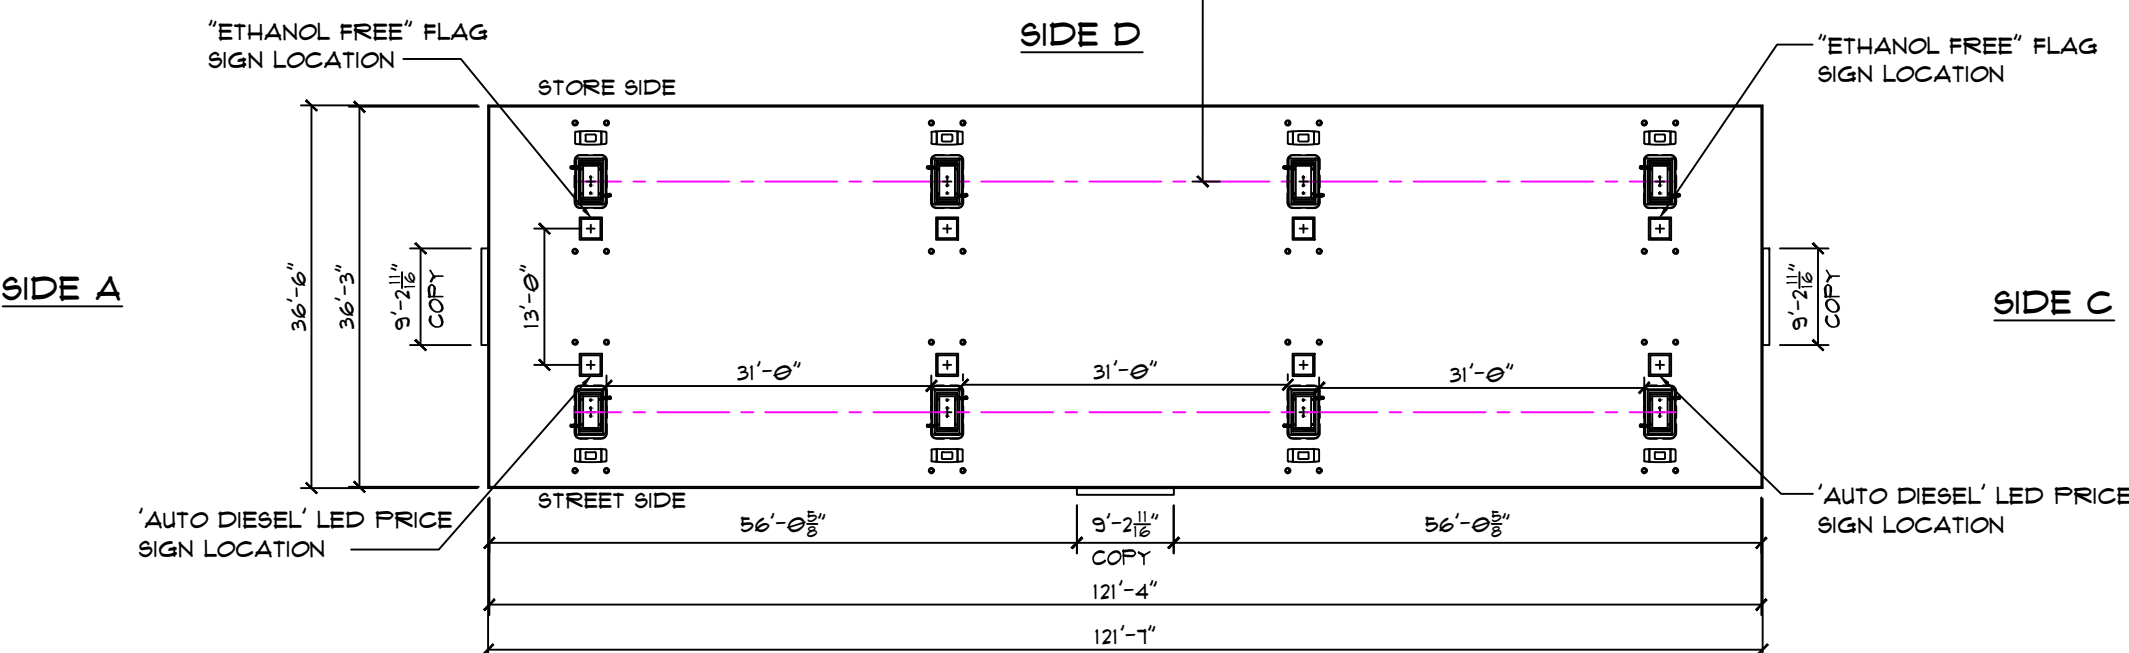 "ETHANOL FREE" FLAG
SIGN LOCATION
SIDE D
"ETHANOL FREE" FLAG
SIGN LOCATION
STORE SIDE
SIDE A
36'-6"
36'-3"
9'-2 11/16"
COPY
13'-0"
9'-2 11/16"
COPY
SIDE C
31'-0"
31'-0"
31'-0"
STREET SIDE
'AUTO DIESEL' LED PRICE
SIGN LOCATION
56'-0 5/8"
9'-2 11/16"
COPY
56'-0 5/8"
'AUTO DIESEL' LED PRICE
SIGN LOCATION
121'-4"
121'-7"